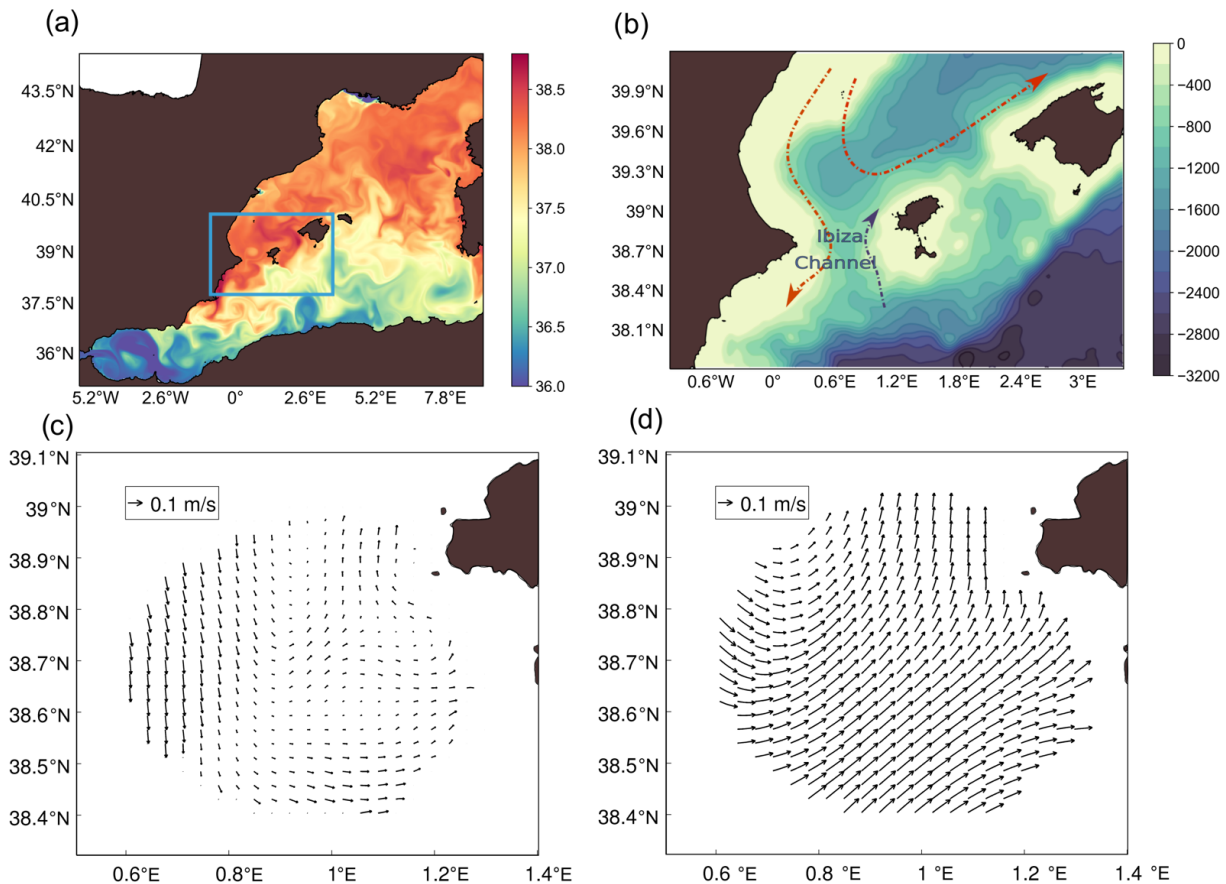 (a)
43.5°N
42°N
40.5°N
39°N
37.5°N
36°N
5.2°W 2.6°W 0° 2.6°E 5.2°E 7.8°E
38.5
38.0
37.5
37.0
36.5
36.0
(b)
39.9°N
39.6°N
39.3°N
39°N
38.7°N
38.4°N
38.1°N
Ibiza
Channel
0.6°W 0° 0.6°E 1.2°E 1.8°E 2.4°E 3°E
0
−400
−800
−1200
−1600
−2000
−2400
−2800
−3200
(c)
39.1°N
39°N
38.9°N
38.8°N
38.7°N
38.6°N
38.5°N
38.4°N
0.1 m/s
0.6 °E 0.8 °E 1 °E 1.2 °E 1.4 °E
(d)
39.1°N
39°N
38.9°N
38.8°N
38.7°N
38.6°N
38.5°N
38.4°N
0.1 m/s
0.6 °E 0.8 °E 1 °E 1.2 °E 1.4 °E